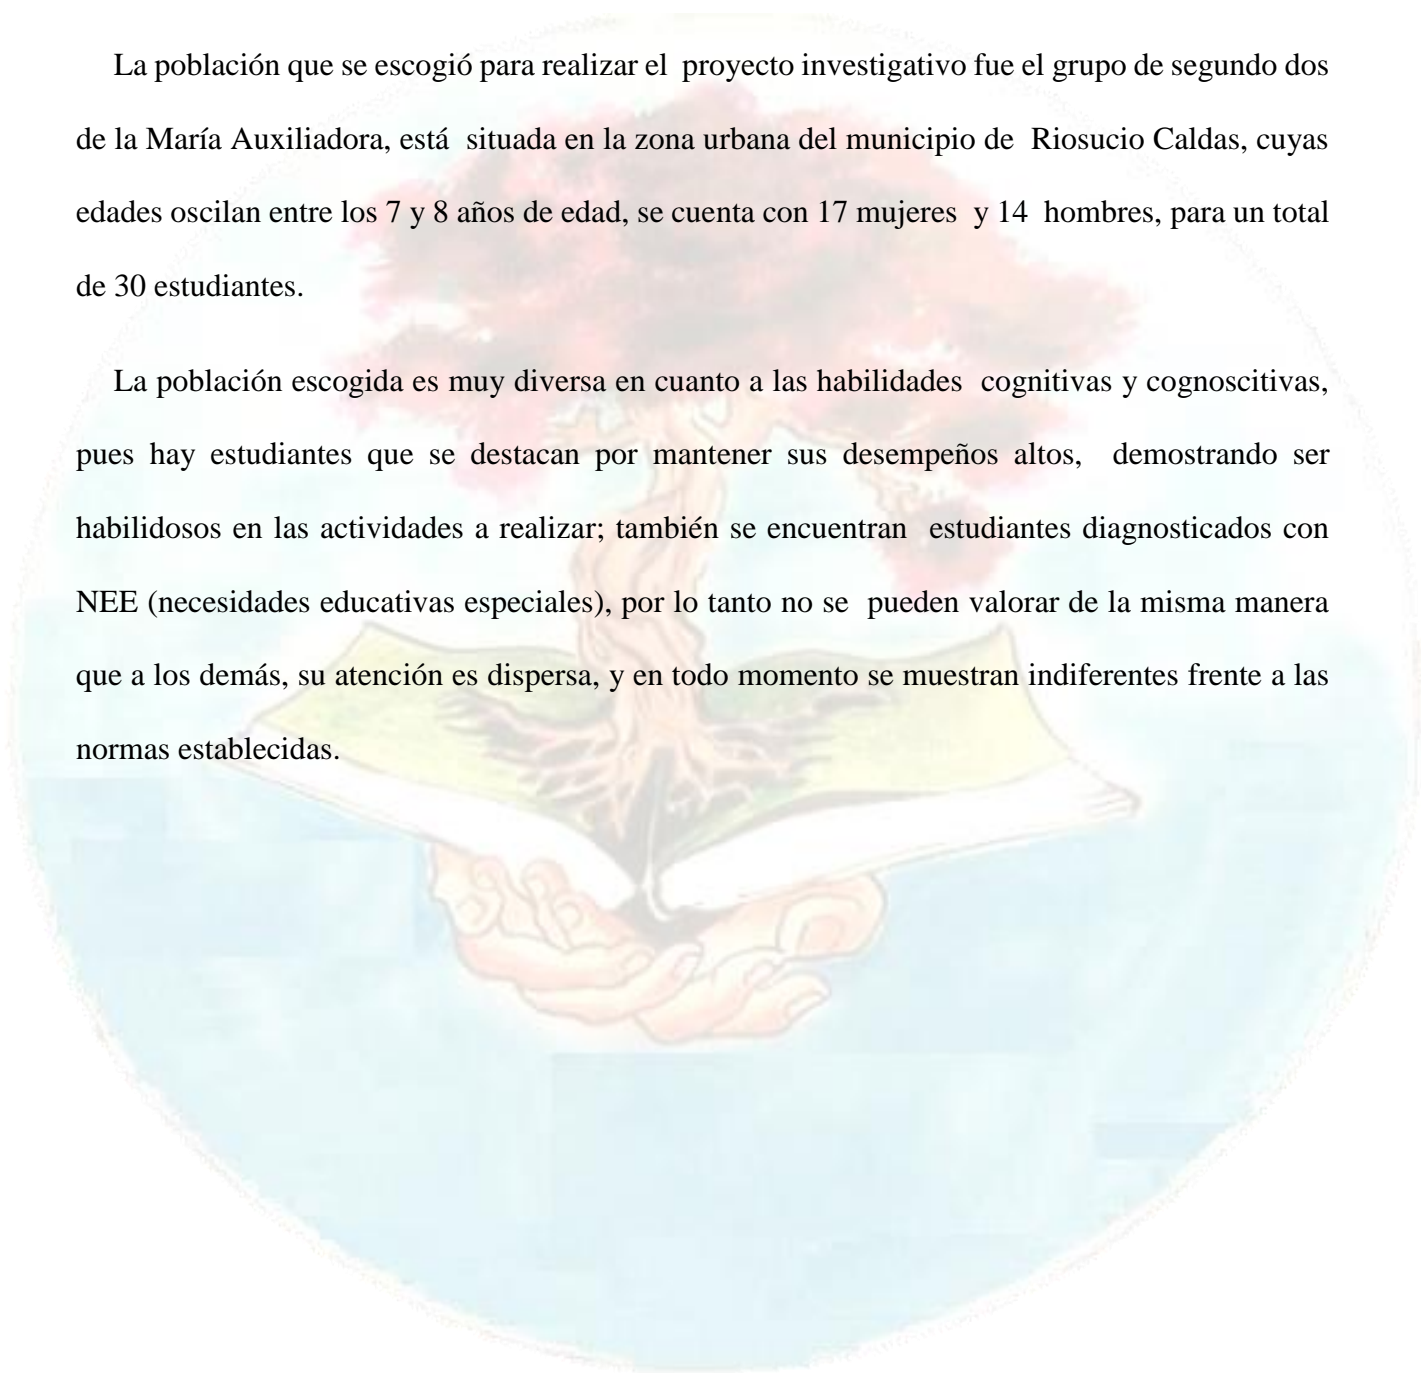 La población que se escogió para realizar el proyecto investigativo fue el grupo de segundo dos
de la María Auxiliadora, está situada en la zona urbana del municipio de Riosucio Caldas, cuyas
edades oscilan entre los 7 y 8 años de edad, se cuenta con 17 mujeres y 14 hombres, para un total
de 30 estudiantes.
La población escogida es muy diversa en cuanto a las habilidades cognitivas y cognoscitivas,
pues hay estudiantes que se destacan por mantener sus desempeños altos, demostrando ser
habilidosos en las actividades a realizar; también se encuentran estudiantes diagnosticados con
NEE (necesidades educativas especiales), por lo tanto no se pueden valorar de la misma manera
que a los demás, su atención es dispersa, y en todo momento se muestran indiferentes frente a las
normas establecidas.